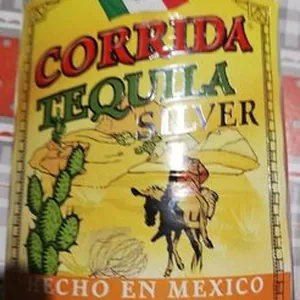 CORRIDA
TEQUILA
SILVER
HECHO EN MEXICO